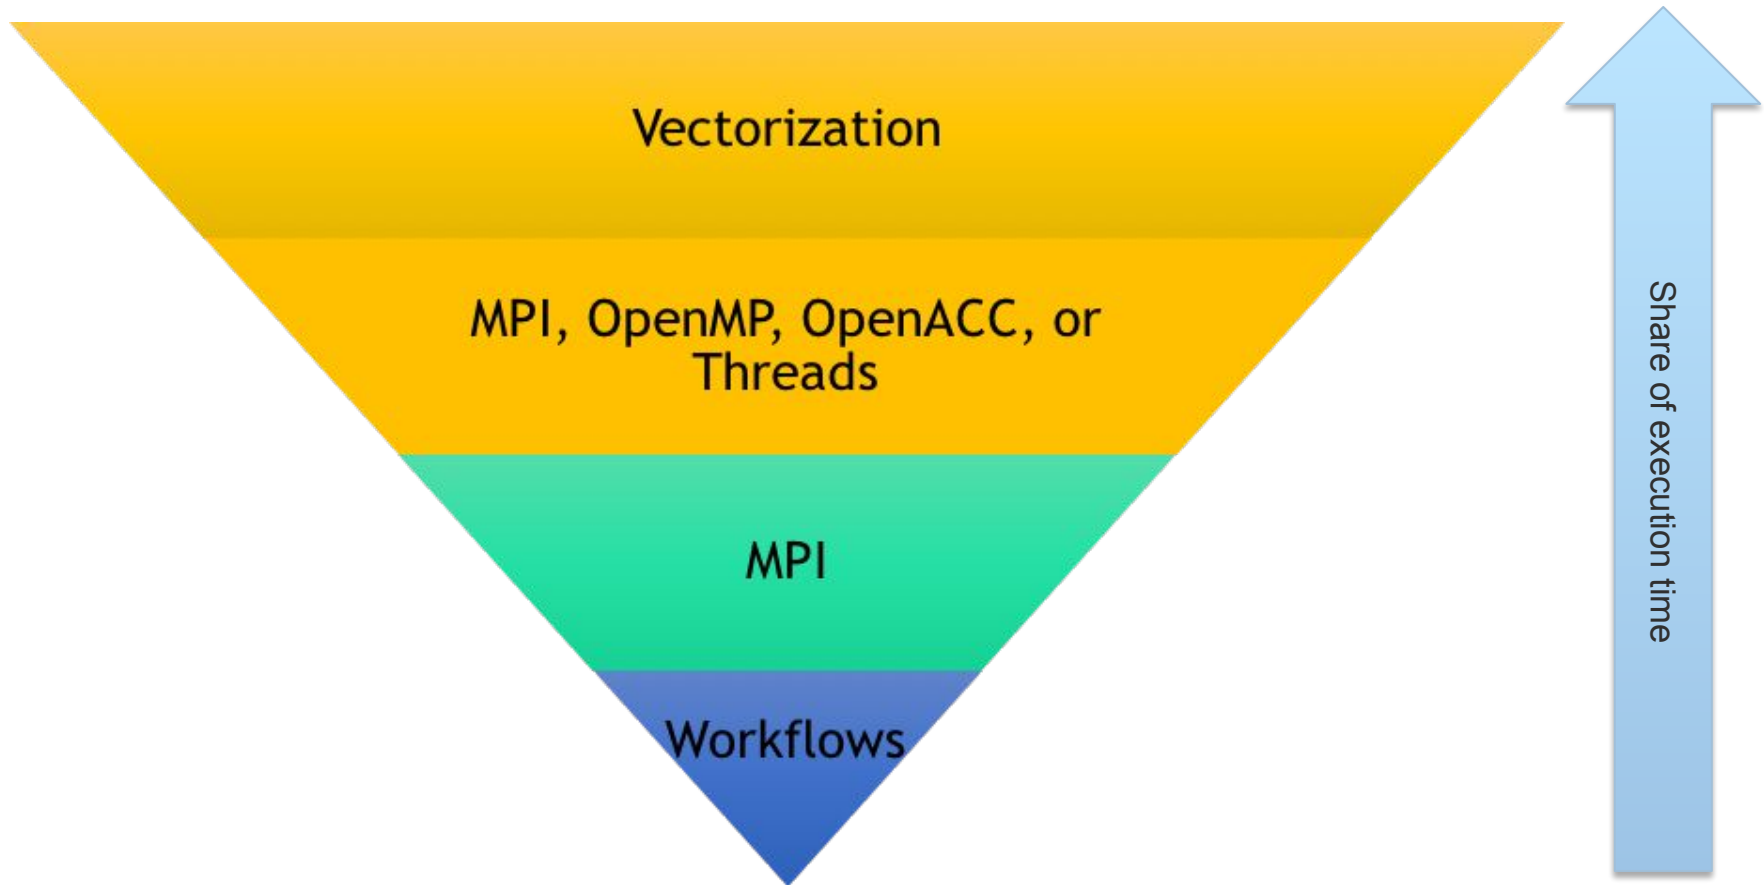 Vectorization
MPI, OpenMP, OpenACC, or
Threads
MPI
Workflows
Share of execution time